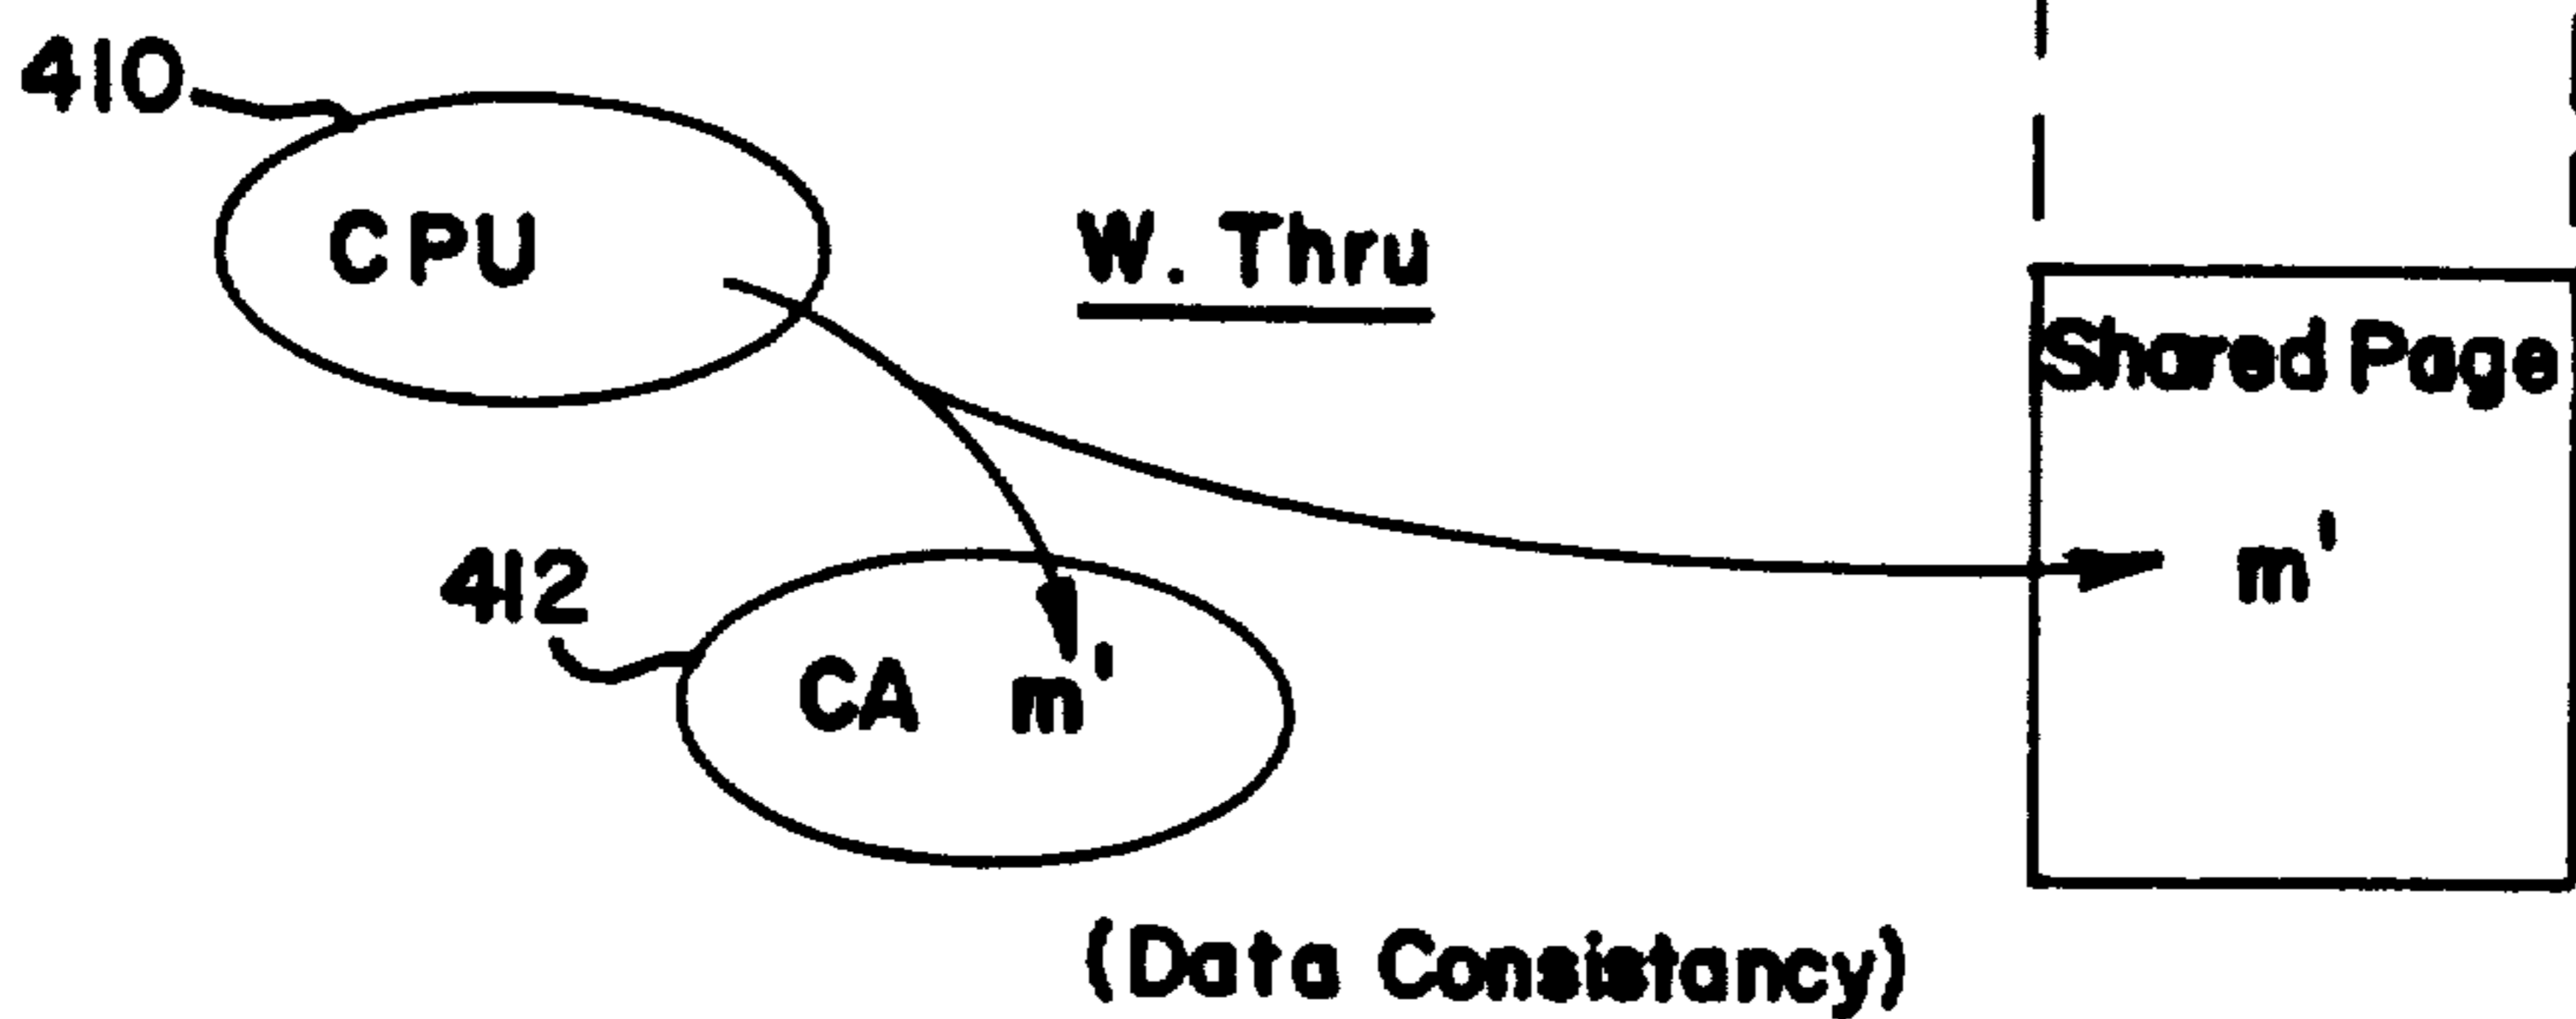 410
CPU
W. Thru
Shared Page
m'
412
CA m'
(Data Consistancy)